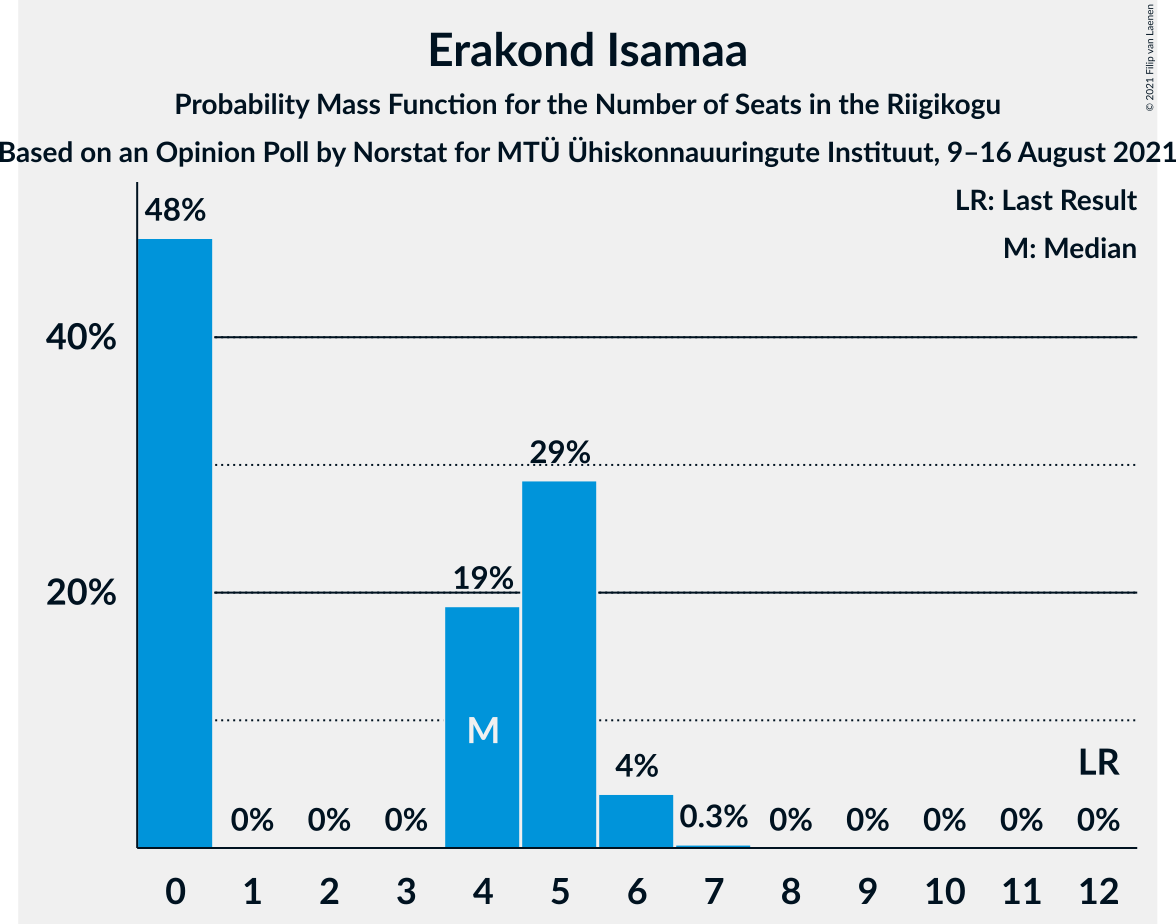 Erakond Isamaa
Probability Mass Function for the Number of Seats in the Riigikogu
Based on an Opinion Poll by Norstat for MTÜ Ühiskonnauuringute Instituut, 9–16 August 2021
© 2021 Filip van Laenen
LR: Last Result
M: Median
48%
40%
29%
20%
19%
M
4%
LR
0% 0% 0% 0.3% 0% 0% 0% 0% 0%
0 1 2 3 4 5 6 7 8 9 10 11 12